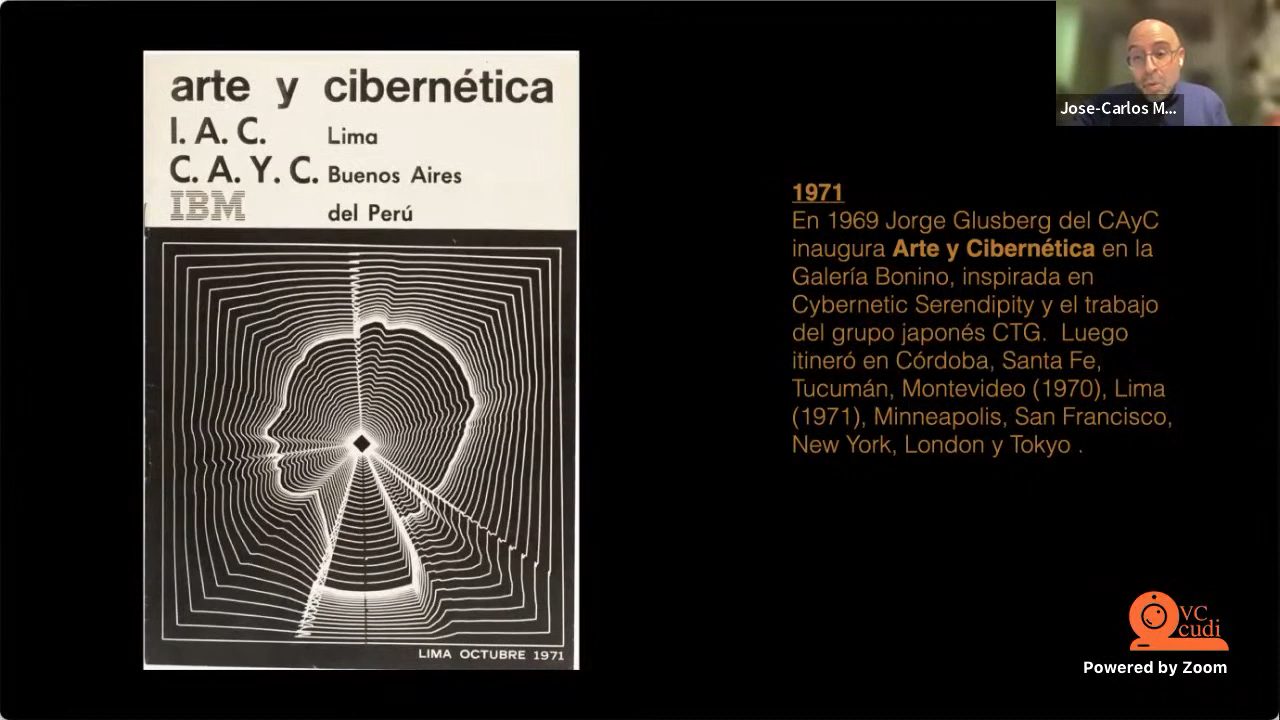 arte y cibernética
I. A. C. Lima
C. A. Y. C. Buenos Aires
IBM del Perú
LIMA OCTUBRE 1971
Jose-Carlos M...
1971
En 1969 Jorge Glusberg del CAyC
inaugura Arte y Cibernética en la
Galería Bonino, inspirada en
Cybernetic Serendipity y el trabajo
del grupo japonés CTG. Luego
itineró en Córdoba, Santa Fe,
Tucumán, Montevideo (1970), Lima
(1971), Minneapolis, San Francisco,
New York, London y Tokyo .
VC
cudi
Powered by Zoom